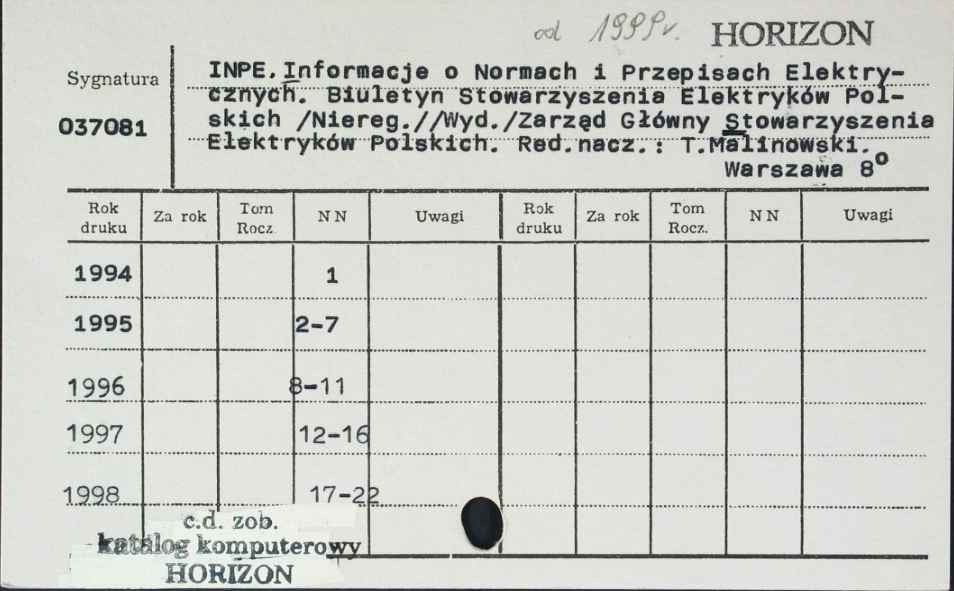 od 1999r. HORIZON
Sygnatura
037081
INPE. Informacje o Normach i Przepisach Elektry-
cznych. Biuletyn Stowarzyszenia Elektryków Pol-
skich /Niereg.//Wyd./Zarząd Główny Stowarzyszenia
Elektryków Polskich. Red.nacz.: T.Malinowski.
Warszawa 8°
Rok druku Za rok Tom Rocz. N N Uwagi Rok druku Za rok Tom Rocz. N N Uwagi
1994 1
1995 2-7
1996 8-11
1997 12-16
1998 17-22
c.d. zob.
katalog komputerowy
HORIZON